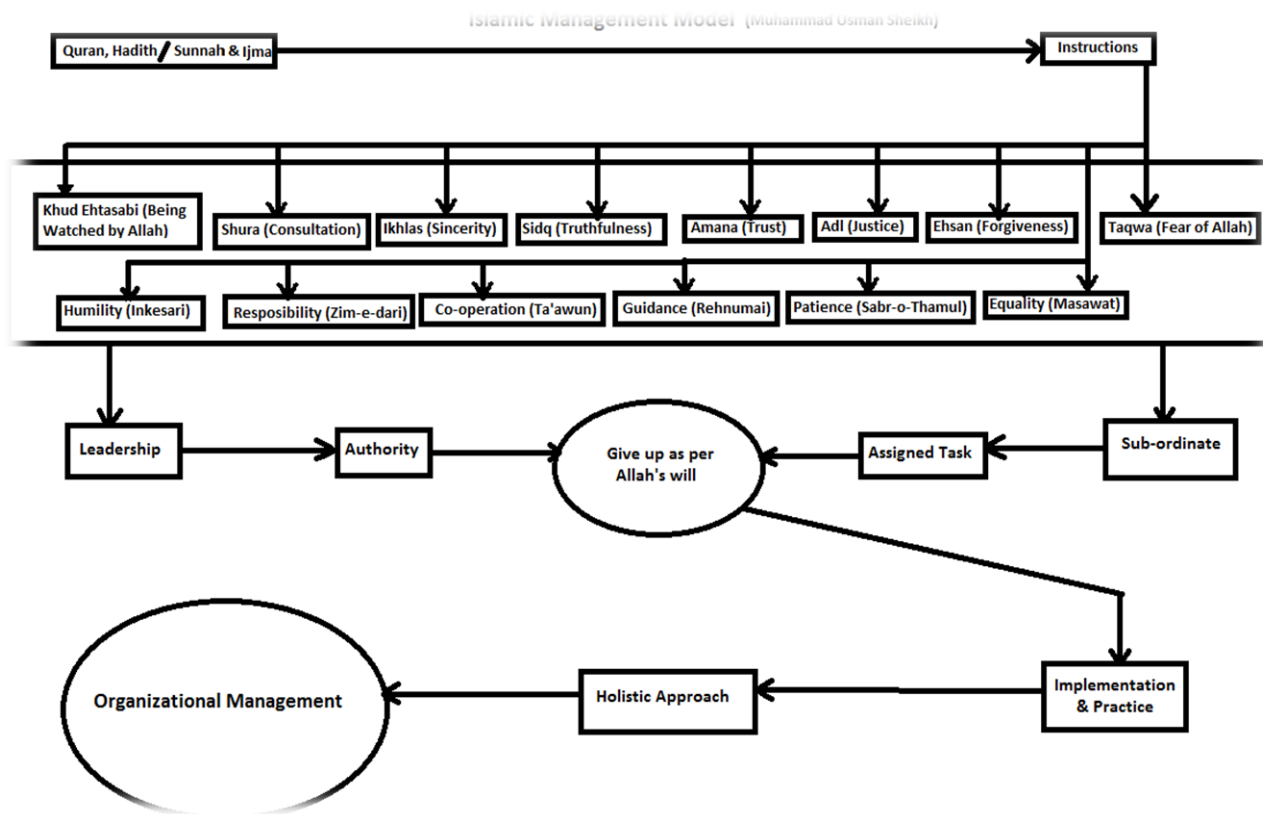 Islamic Management Model (Muhammad Usman Sheikh)
Quran, Hadith / Sunnah & Ijma
Instructions
Khud Ehtasabi (Being
Watched by Allah)
Shura (Consultation)
Ikhlas (Sincerity)
Sidq (Truthfulness)
Amana (Trust)
Adl (Justice)
Ehsan (Forgiveness)
Taqwa (Fear of Allah)
Humility (Inkesari)
Resposibility (Zim-e-dari)
Co-operation (Ta'awun)
Guidance (Rehnumai)
Patience (Sabr-o-Thamul)
Equality (Masawat)
Leadership
Authority
Give up as per
Allah's will
Assigned Task
Sub-ordinate
Organizational Management
Holistic Approach
Implementation
& Practice